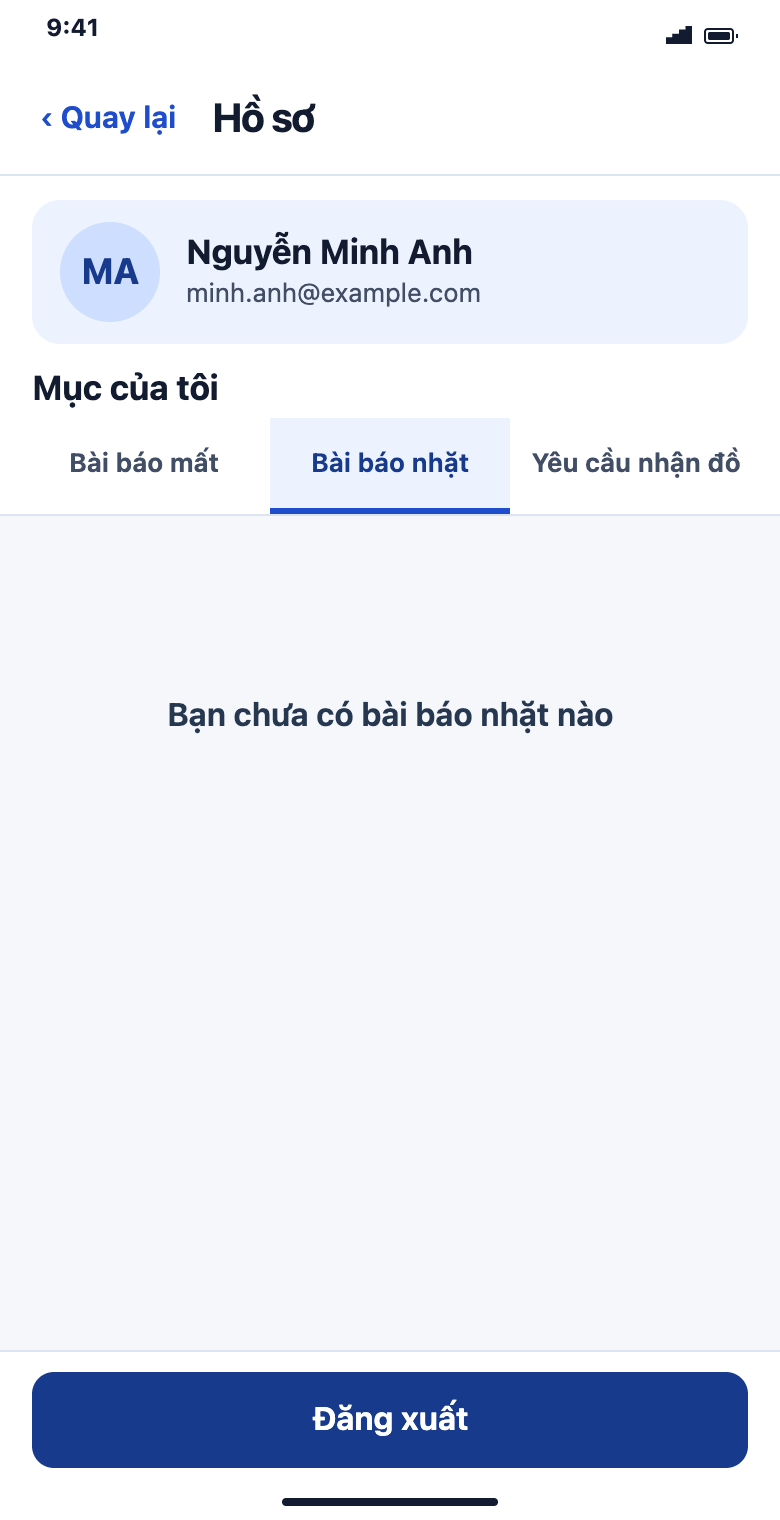 9:41
‹ Quay lại
Hồ sơ
MA
Nguyễn Minh Anh
minh.anh@example.com
Mục của tôi
Bài báo mất
Bài báo nhặt
Yêu cầu nhận đồ
Bạn chưa có bài báo nhặt nào
Đăng xuất